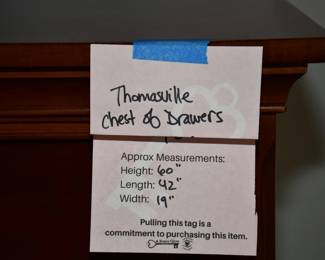 Thomasville
Chest of Drawers
Approx Measurements:
Height: 60"
Length: 42"
Width: 19"
Pulling this tag is a
commitment to purchasing this item.